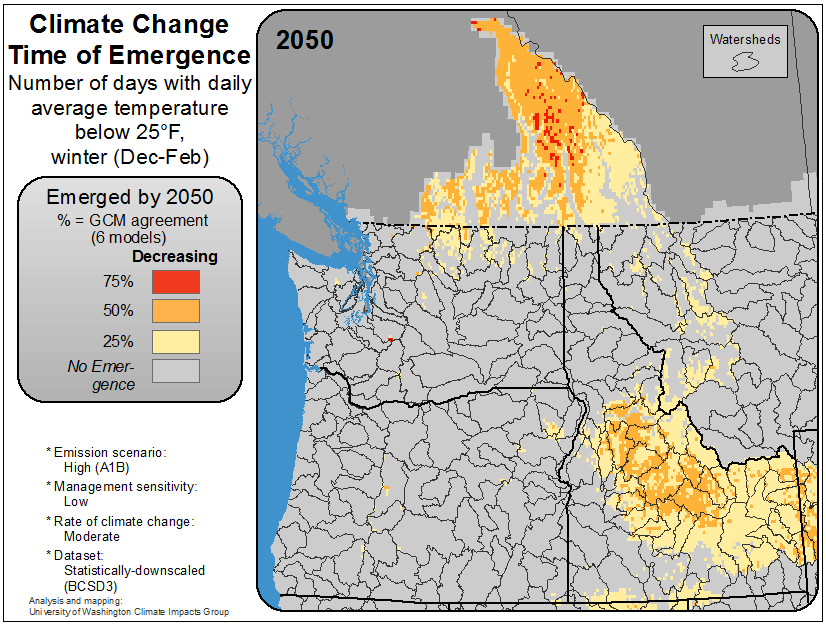 Climate Change
Time of Emergence
Number of days with daily
average temperature
below 25°F,
winter (Dec-Feb)
Emerged by 2050
% = GCM agreement
(6 models)
Decreasing
75%
50%
25%
No Emer-
gence
* Emission scenario:
High (A1B)
* Management sensitivity:
Low
* Rate of climate change:
Moderate
* Dataset:
Statistically-downscaled
(BCSD3)
Analysis and mapping:
University of Washington Climate Impacts Group
2050
Watersheds